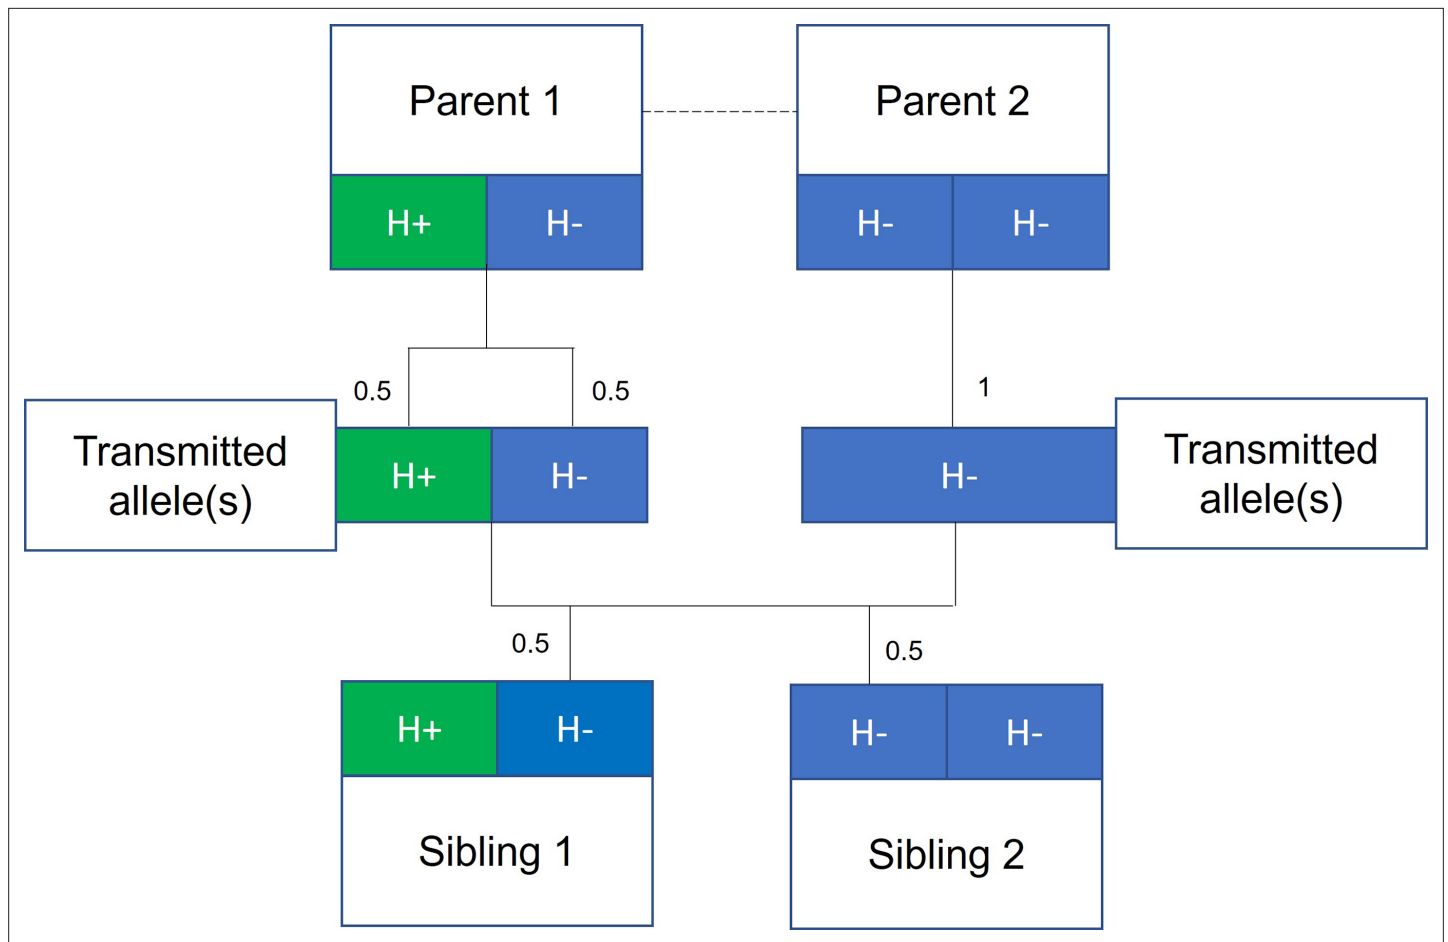 Parent 1
Parent 2
H+
H-
H-
H-
0.5
0.5
1
Transmitted
allele(s)
H+
H-
H-
Transmitted
allele(s)
0.5
0.5
H+
H-
H-
H-
Sibling 1
Sibling 2